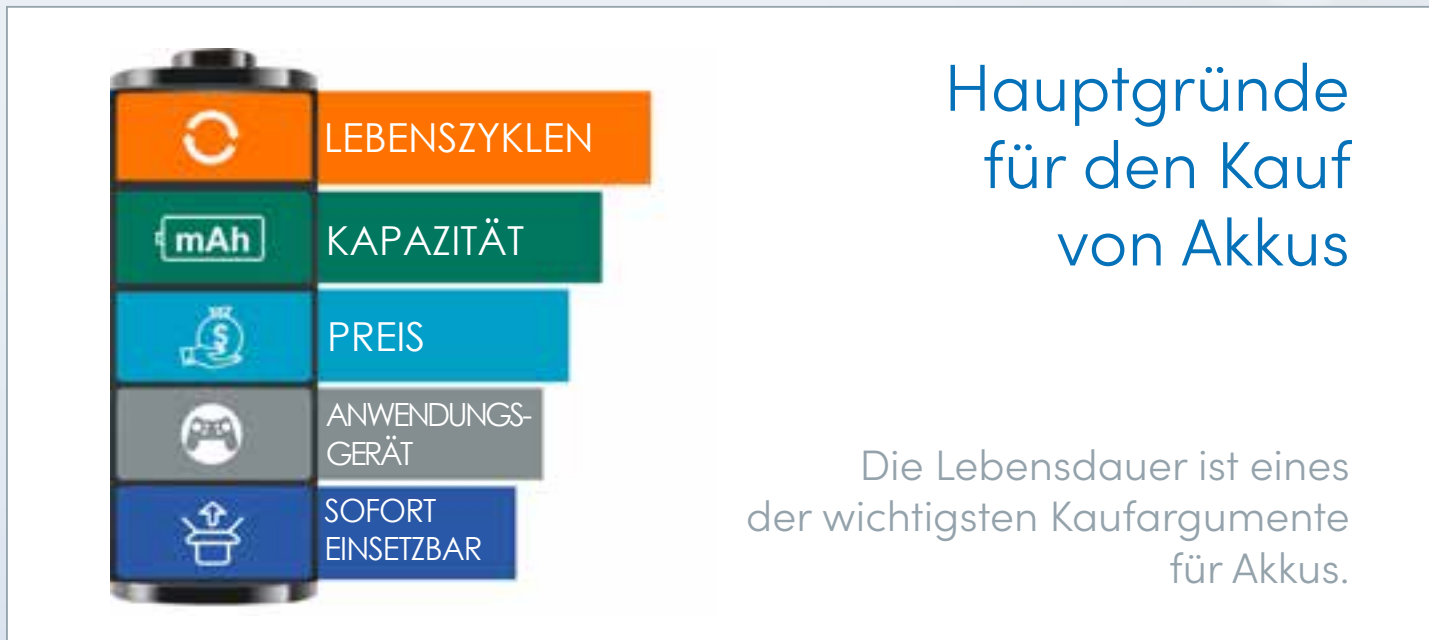 Hauptgründe
für den Kauf
von Akkus
LEBENSZYKLEN
mAh
KAPAZITÄT
$
PREIS
ANWENDUNGS-
GERÄT
SOFORT
EINSETZBAR
Die Lebensdauer ist eines
der wichtigsten Kaufargumente
für Akkus.